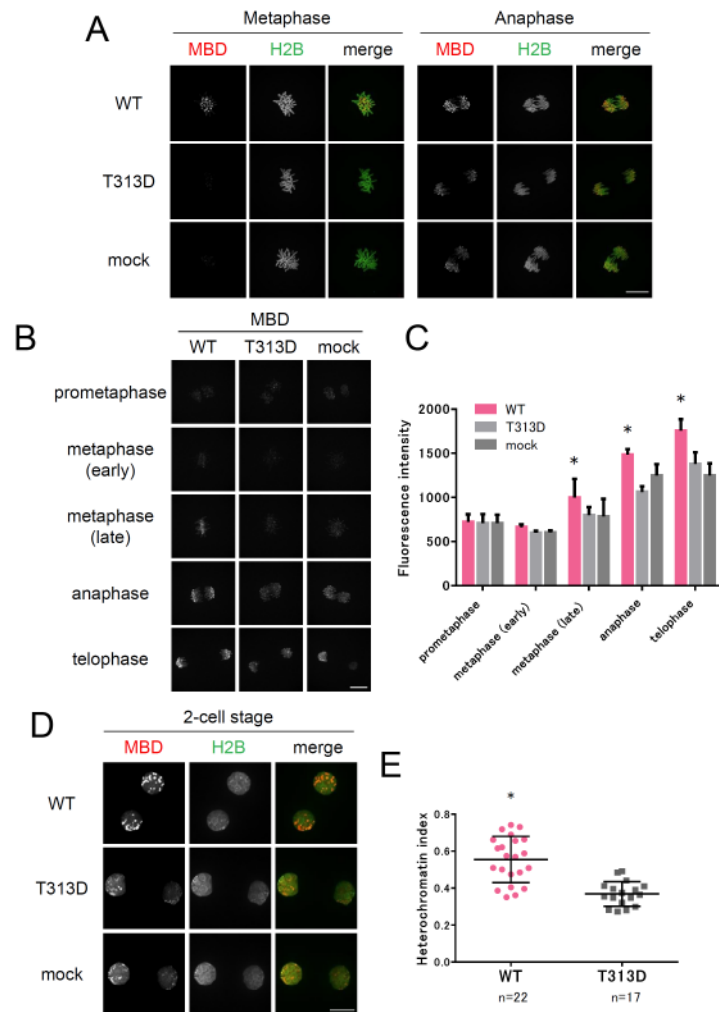 A
Metaphase
Anaphase
MBD H2B merge MBD H2B merge
WT
T313D
mock
B
MBD
WT T313D mock
prometaphase
metaphase
(early)
metaphase
(late)
anaphase
telophase
C
WT
T313D
mock
Fluorescence intensity
2000
1500
1000
500
0
* * *
prometaphase
metaphase (early)
metaphase (late)
anaphase
telophase
D
2-cell stage
MBD H2B merge
WT
T313D
mock
E
Heterochromatin index
0.8
0.6
0.4
0.2
0.0
*
WT T313D
n=22 n=17